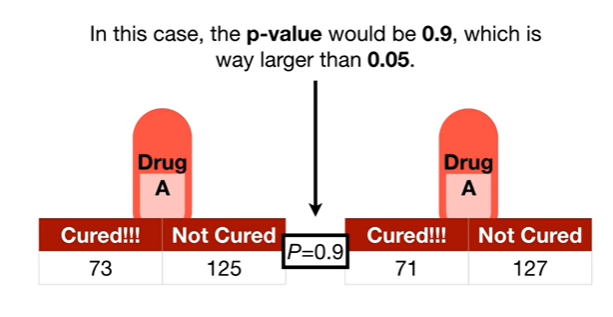 In this case, the p-value would be 0.9, which is
way larger than 0.05.
Drug
A
Drug
A
Cured!!! Not Cured
73 125
P=0.9
Cured!!! Not Cured
71 127